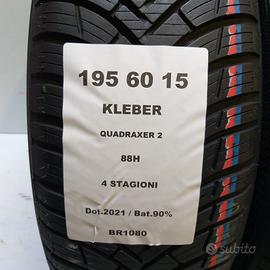 195 60 15
KLEBER
QUADRAXER 2
88H
4 STAGIONI
Dot.2021 / Bat.90%
BR1080
subito